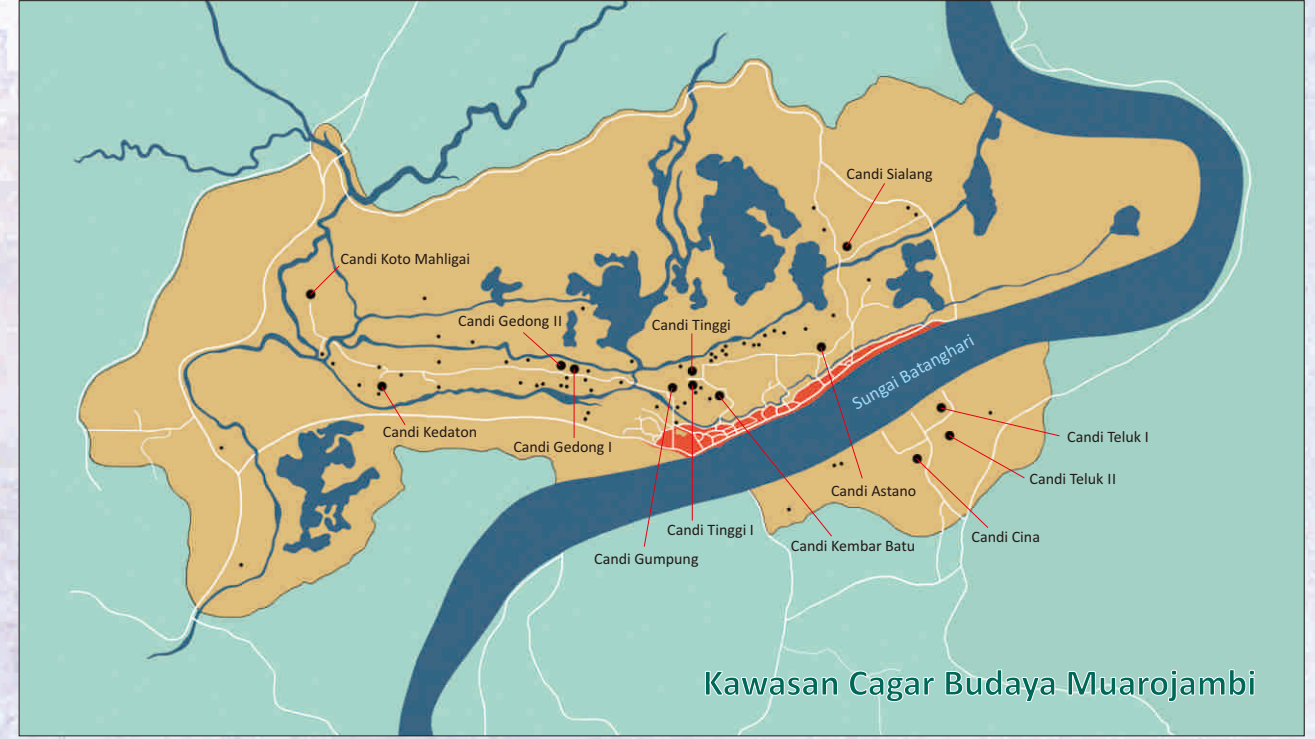 Candi Sialang
Candi Koto Mahligai
Candi Gedong II
Candi Tinggi
Sungai Batanghari
Candi Kedaton
Candi Gedong I
Candi Teluk I
Candi Teluk II
Candi Astano
Candi Tinggi I
Candi Kembar Batu
Candi Cina
Candi Gumpung
Kawasan Cagar Budaya Muarojambi